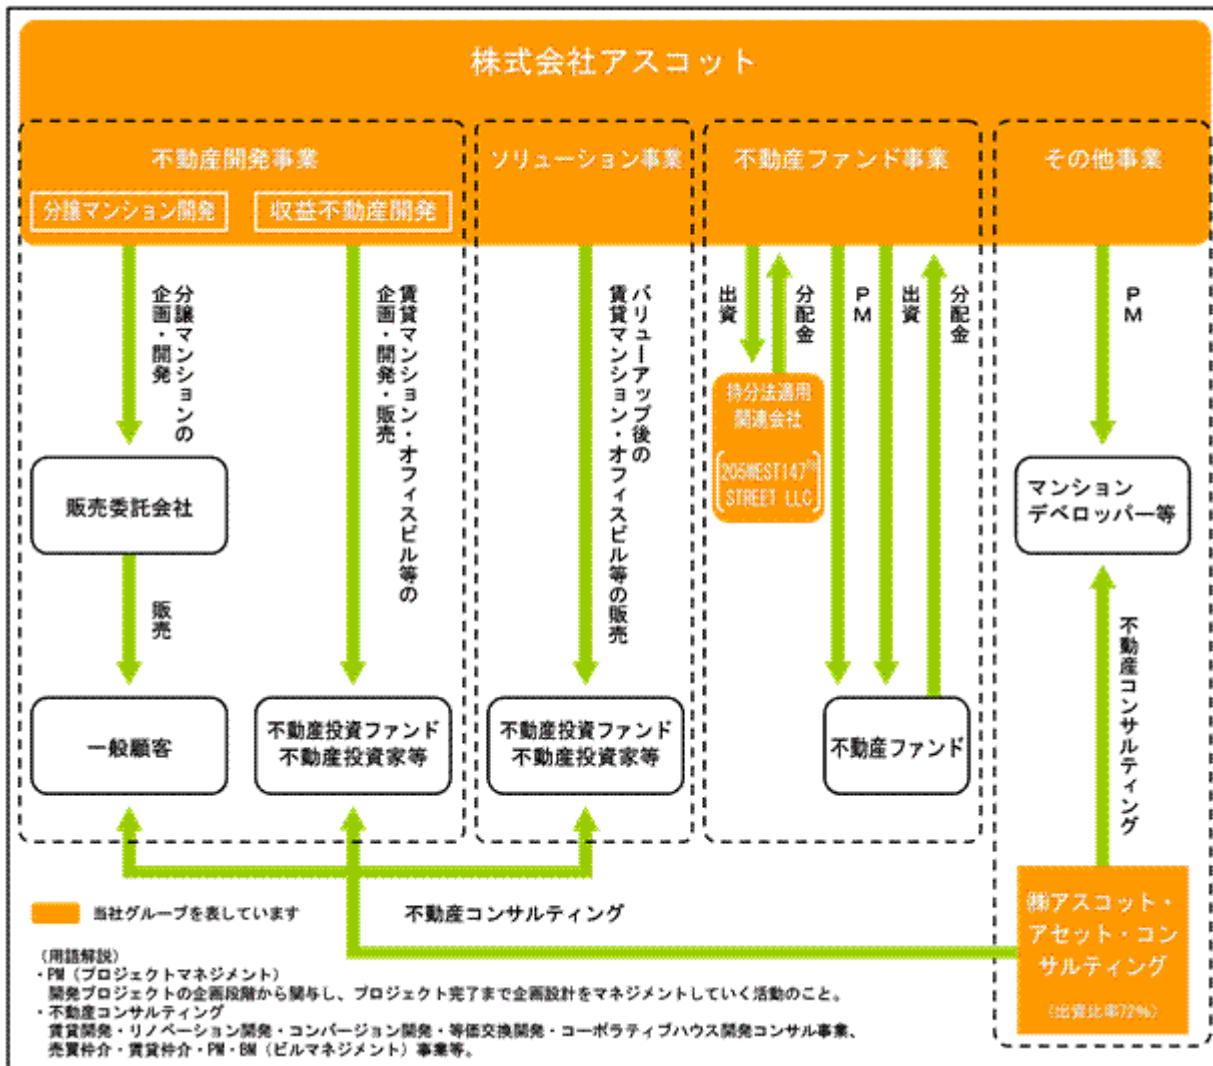 株式会社アスコット
不動産開発事業
分譲マンション開発
収益不動産開発
ソリューション事業
不動産ファンド事業
その他事業
分譲マンションの
企画・開発
賃貸マンション・オフィスビル等の
企画・開発・販売
バリューアップ後の
賃貸マンション・オフィスビル等の販売
出資
分配金
PM
出資
分配金
PM
持分法適用
関連会社
205WEST147th
STREET LLC
販売委託会社
マンション
デベロッパー等
販売
不動産コンサルティング
一般顧客
不動産投資ファンド
不動産投資家等
不動産投資ファンド
不動産投資家等
不動産ファンド
当社グループを表しています
不動産コンサルティング
㈱アスコット・
アセット・コン
サルティング
(出資比率72%)
(用語解説)
・PM(プロジェクトマネジメント)
開発プロジェクトの企画段階から関与し、プロジェクト完了まで企画設計をマネジメントしていく活動のこと。
・不動産コンサルティング
賃貸開発・リノベーション開発・コンバージョン開発・等価交換開発・コーポラティブハウス開発コンサル事業、
売買仲介・賃貸仲介・PM・BM(ビルマネジメント)事業等。